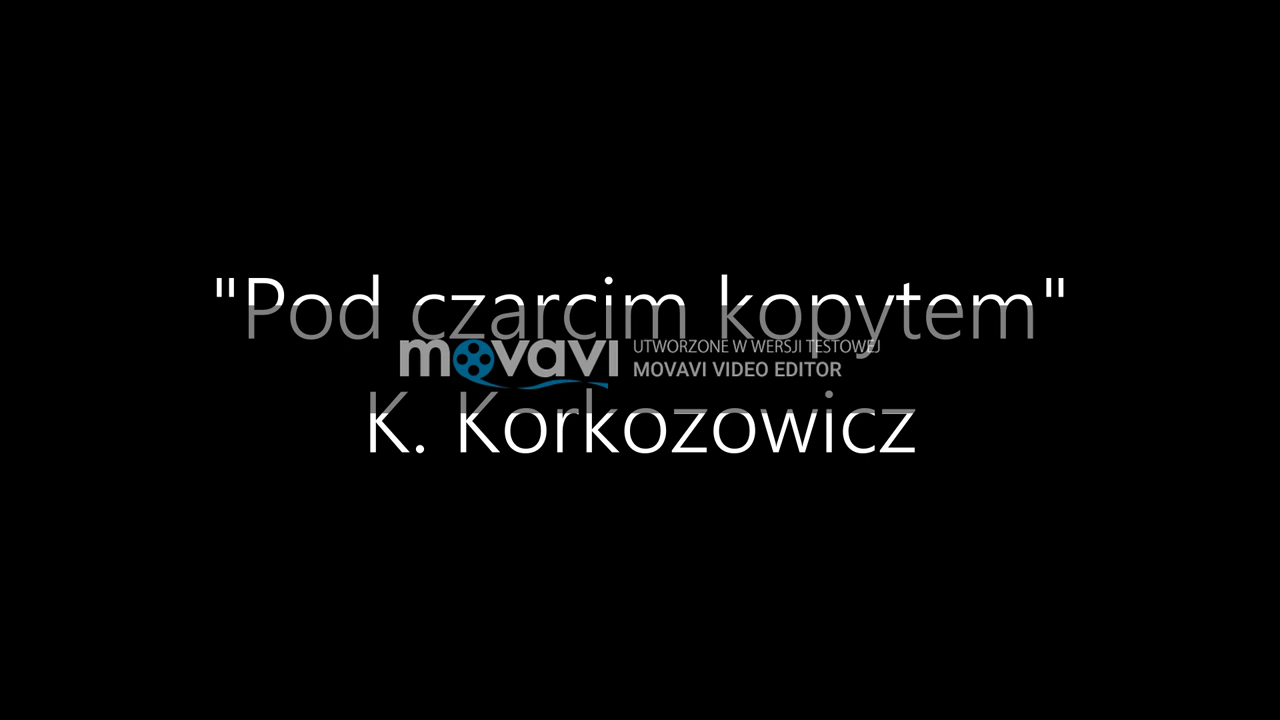 "Pod czarcim kopytem"
movavi UTWORZONE W WERSJI TESTOWEJ
MOVAVI VIDEO EDITOR
K. Korkozowicz